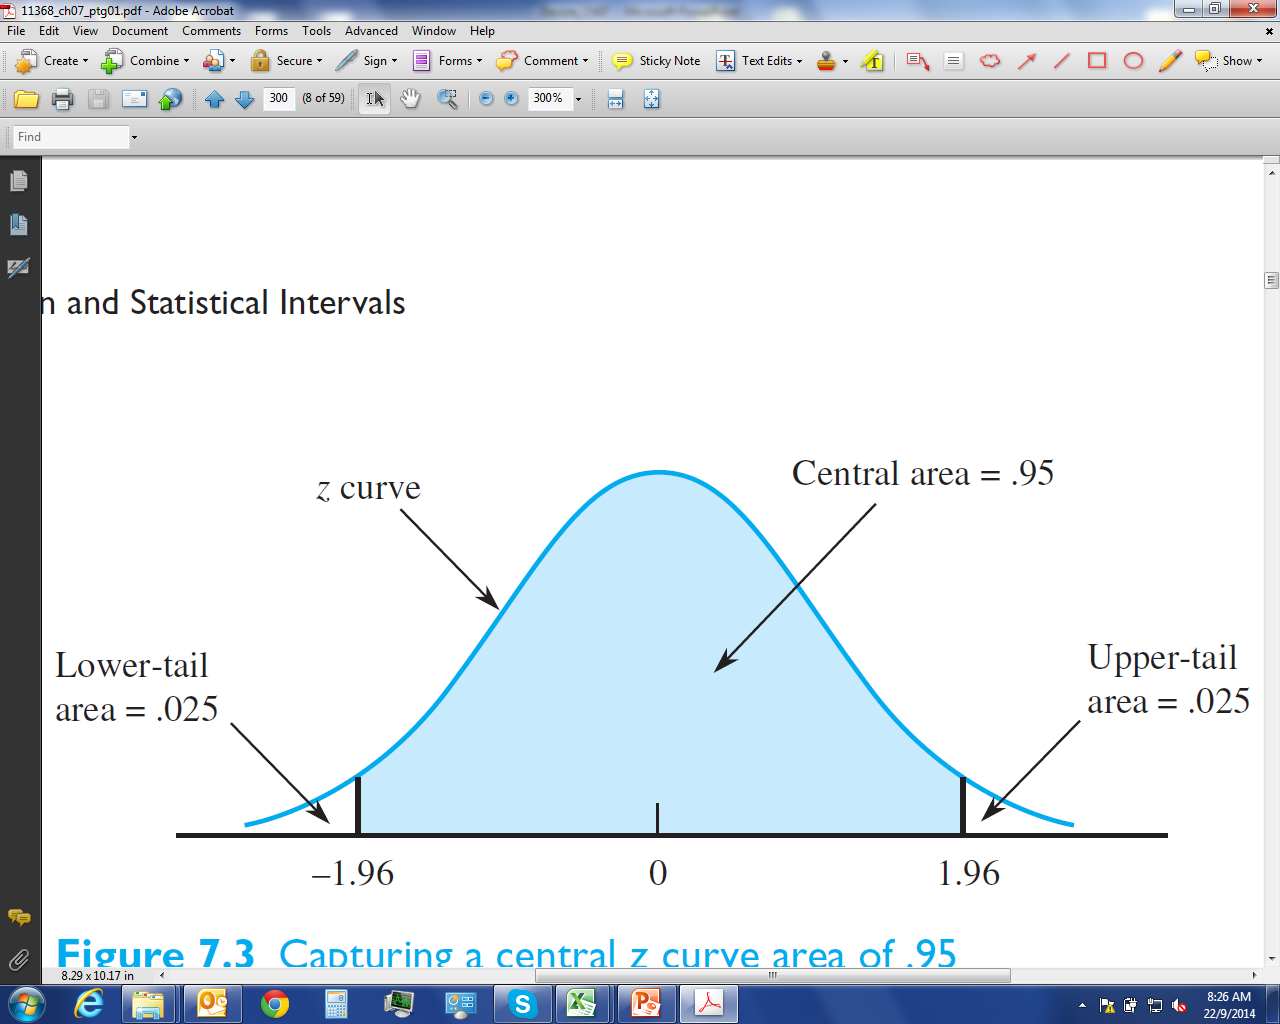 11368_ch07_ptg01.pdf - Adobe Acrobat
File Edit View Document Comments Forms Tools Advanced Window Help
Create Combine Secure Sign Forms Comment Sticky Note Text Edits Show
300 (8 of 59) 300%
Find
n and Statistical Intervals
z curve
Central area = .95
Lower-tail
area = .025
Upper-tail
area = .025
–1.96 0 1.96
Figure 7.3 Capturing a central z curve area of .95
8.29 x 10.17 in
8:26 AM
22/9/2014